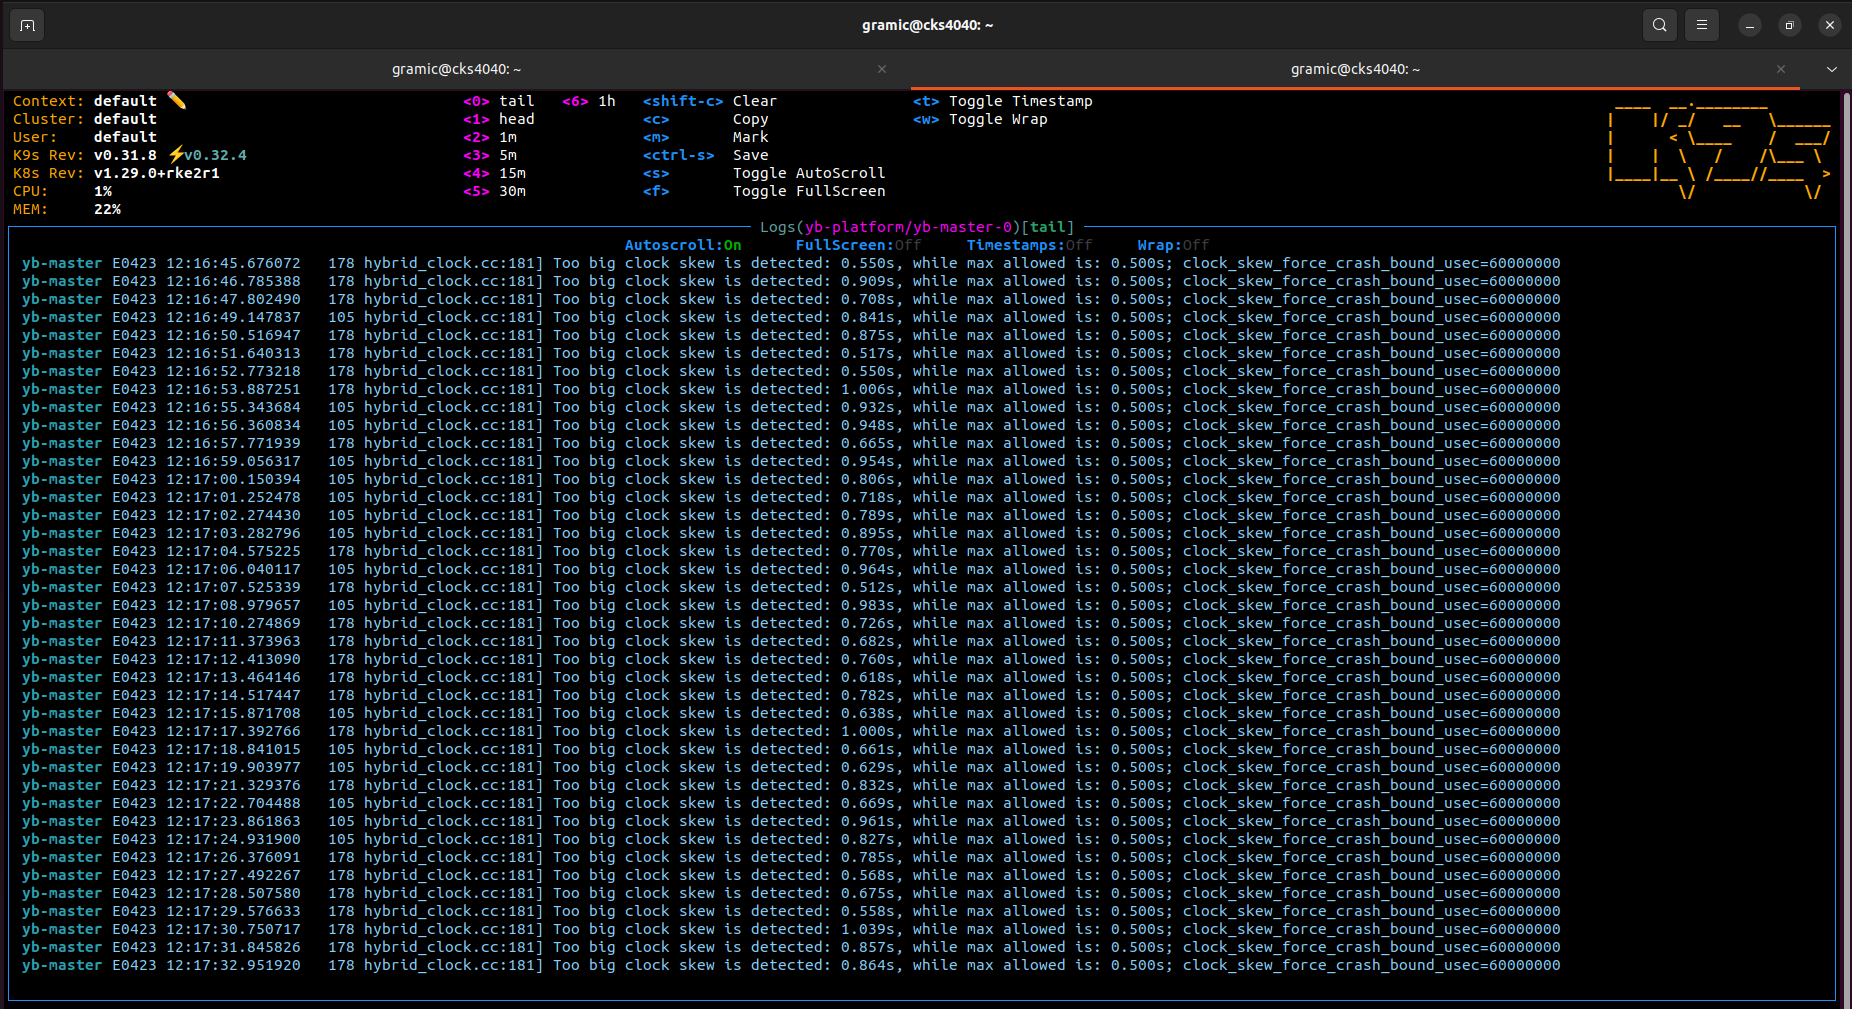 gramic@cks4040: ~
gramic@cks4040: ~
gramic@cks4040: ~
Context: default <0> tail <6> 1h <shift-c> Clear <t> Toggle Timestamp
Cluster: default <1> head <c> Copy <w> Toggle Wrap
User: default <2> 1m <m> Mark
K9s Rev: v0.31.8 ⚡v0.32.4 <3> 5m <ctrl-s> Save
K8s Rev: v1.29.0+rke2r1 <4> 15m <s> Toggle AutoScroll
CPU: 1% <5> 30m <f> Toggle FullScreen
MEM: 22%
K9s
Logs(yb-platform/yb-master-0)[tail]
Autoscroll:On FullScreen:Off Timestamps:Off Wrap:Off
yb-master E0423 12:16:45.676072 178 hybrid_clock.cc:181] Too big clock skew is detected: 0.550s, while max allowed is: 0.500s; clock_skew_force_crash_bound_usec=60000000
yb-master E0423 12:16:46.785388 178 hybrid_clock.cc:181] Too big clock skew is detected: 0.909s, while max allowed is: 0.500s; clock_skew_force_crash_bound_usec=60000000
yb-master E0423 12:16:47.802490 178 hybrid_clock.cc:181] Too big clock skew is detected: 0.708s, while max allowed is: 0.500s; clock_skew_force_crash_bound_usec=60000000
yb-master E0423 12:16:49.147837 105 hybrid_clock.cc:181] Too big clock skew is detected: 0.841s, while max allowed is: 0.500s; clock_skew_force_crash_bound_usec=60000000
yb-master E0423 12:16:50.516947 178 hybrid_clock.cc:181] Too big clock skew is detected: 0.875s, while max allowed is: 0.500s; clock_skew_force_crash_bound_usec=60000000
yb-master E0423 12:16:51.640313 178 hybrid_clock.cc:181] Too big clock skew is detected: 0.517s, while max allowed is: 0.500s; clock_skew_force_crash_bound_usec=60000000
yb-master E0423 12:16:52.773218 178 hybrid_clock.cc:181] Too big clock skew is detected: 0.550s, while max allowed is: 0.500s; clock_skew_force_crash_bound_usec=60000000
yb-master E0423 12:16:53.887251 178 hybrid_clock.cc:181] Too big clock skew is detected: 1.006s, while max allowed is: 0.500s; clock_skew_force_crash_bound_usec=60000000
yb-master E0423 12:16:55.343684 105 hybrid_clock.cc:181] Too big clock skew is detected: 0.932s, while max allowed is: 0.500s; clock_skew_force_crash_bound_usec=60000000
yb-master E0423 12:16:56.360834 105 hybrid_clock.cc:181] Too big clock skew is detected: 0.948s, while max allowed is: 0.500s; clock_skew_force_crash_bound_usec=60000000
yb-master E0423 12:16:57.771939 178 hybrid_clock.cc:181] Too big clock skew is detected: 0.665s, while max allowed is: 0.500s; clock_skew_force_crash_bound_usec=60000000
yb-master E0423 12:16:59.056317 105 hybrid_clock.cc:181] Too big clock skew is detected: 0.954s, while max allowed is: 0.500s; clock_skew_force_crash_bound_usec=60000000
yb-master E0423 12:17:00.150394 105 hybrid_clock.cc:181] Too big clock skew is detected: 0.806s, while max allowed is: 0.500s; clock_skew_force_crash_bound_usec=60000000
yb-master E0423 12:17:01.252478 105 hybrid_clock.cc:181] Too big clock skew is detected: 0.718s, while max allowed is: 0.500s; clock_skew_force_crash_bound_usec=60000000
yb-master E0423 12:17:02.274430 105 hybrid_clock.cc:181] Too big clock skew is detected: 0.789s, while max allowed is: 0.500s; clock_skew_force_crash_bound_usec=60000000
yb-master E0423 12:17:03.282796 105 hybrid_clock.cc:181] Too big clock skew is detected: 0.895s, while max allowed is: 0.500s; clock_skew_force_crash_bound_usec=60000000
yb-master E0423 12:17:04.575225 178 hybrid_clock.cc:181] Too big clock skew is detected: 0.770s, while max allowed is: 0.500s; clock_skew_force_crash_bound_usec=60000000
yb-master E0423 12:17:06.040117 105 hybrid_clock.cc:181] Too big clock skew is detected: 0.964s, while max allowed is: 0.500s; clock_skew_force_crash_bound_usec=60000000
yb-master E0423 12:17:07.525339 178 hybrid_clock.cc:181] Too big clock skew is detected: 0.512s, while max allowed is: 0.500s; clock_skew_force_crash_bound_usec=60000000
yb-master E0423 12:17:08.979657 105 hybrid_clock.cc:181] Too big clock skew is detected: 0.983s, while max allowed is: 0.500s; clock_skew_force_crash_bound_usec=60000000
yb-master E0423 12:17:10.274869 178 hybrid_clock.cc:181] Too big clock skew is detected: 0.726s, while max allowed is: 0.500s; clock_skew_force_crash_bound_usec=60000000
yb-master E0423 12:17:11.373963 178 hybrid_clock.cc:181] Too big clock skew is detected: 0.682s, while max allowed is: 0.500s; clock_skew_force_crash_bound_usec=60000000
yb-master E0423 12:17:12.413090 178 hybrid_clock.cc:181] Too big clock skew is detected: 0.760s, while max allowed is: 0.500s; clock_skew_force_crash_bound_usec=60000000
yb-master E0423 12:17:13.464146 178 hybrid_clock.cc:181] Too big clock skew is detected: 0.618s, while max allowed is: 0.500s; clock_skew_force_crash_bound_usec=60000000
yb-master E0423 12:17:14.517447 178 hybrid_clock.cc:181] Too big clock skew is detected: 0.782s, while max allowed is: 0.500s; clock_skew_force_crash_bound_usec=60000000
yb-master E0423 12:17:15.871708 105 hybrid_clock.cc:181] Too big clock skew is detected: 0.638s, while max allowed is: 0.500s; clock_skew_force_crash_bound_usec=60000000
yb-master E0423 12:17:17.392766 178 hybrid_clock.cc:181] Too big clock skew is detected: 1.000s, while max allowed is: 0.500s; clock_skew_force_crash_bound_usec=60000000
yb-master E0423 12:17:18.841015 105 hybrid_clock.cc:181] Too big clock skew is detected: 0.661s, while max allowed is: 0.500s; clock_skew_force_crash_bound_usec=60000000
yb-master E0423 12:17:19.903977 105 hybrid_clock.cc:181] Too big clock skew is detected: 0.629s, while max allowed is: 0.500s; clock_skew_force_crash_bound_usec=60000000
yb-master E0423 12:17:21.329376 178 hybrid_clock.cc:181] Too big clock skew is detected: 0.832s, while max allowed is: 0.500s; clock_skew_force_crash_bound_usec=60000000
yb-master E0423 12:17:22.704488 105 hybrid_clock.cc:181] Too big clock skew is detected: 0.669s, while max allowed is: 0.500s; clock_skew_force_crash_bound_usec=60000000
yb-master E0423 12:17:23.861863 105 hybrid_clock.cc:181] Too big clock skew is detected: 0.961s, while max allowed is: 0.500s; clock_skew_force_crash_bound_usec=60000000
yb-master E0423 12:17:24.931900 105 hybrid_clock.cc:181] Too big clock skew is detected: 0.827s, while max allowed is: 0.500s; clock_skew_force_crash_bound_usec=60000000
yb-master E0423 12:17:26.376091 178 hybrid_clock.cc:181] Too big clock skew is detected: 0.785s, while max allowed is: 0.500s; clock_skew_force_crash_bound_usec=60000000
yb-master E0423 12:17:27.492267 178 hybrid_clock.cc:181] Too big clock skew is detected: 0.568s, while max allowed is: 0.500s; clock_skew_force_crash_bound_usec=60000000
yb-master E0423 12:17:28.507580 178 hybrid_clock.cc:181] Too big clock skew is detected: 0.675s, while max allowed is: 0.500s; clock_skew_force_crash_bound_usec=60000000
yb-master E0423 12:17:29.576633 178 hybrid_clock.cc:181] Too big clock skew is detected: 0.558s, while max allowed is: 0.500s; clock_skew_force_crash_bound_usec=60000000
yb-master E0423 12:17:30.750717 178 hybrid_clock.cc:181] Too big clock skew is detected: 1.039s, while max allowed is: 0.500s; clock_skew_force_crash_bound_usec=60000000
yb-master E0423 12:17:31.845826 178 hybrid_clock.cc:181] Too big clock skew is detected: 0.857s, while max allowed is: 0.500s; clock_skew_force_crash_bound_usec=60000000
yb-master E0423 12:17:32.951920 178 hybrid_clock.cc:181] Too big clock skew is detected: 0.864s, while max allowed is: 0.500s; clock_skew_force_crash_bound_usec=60000000